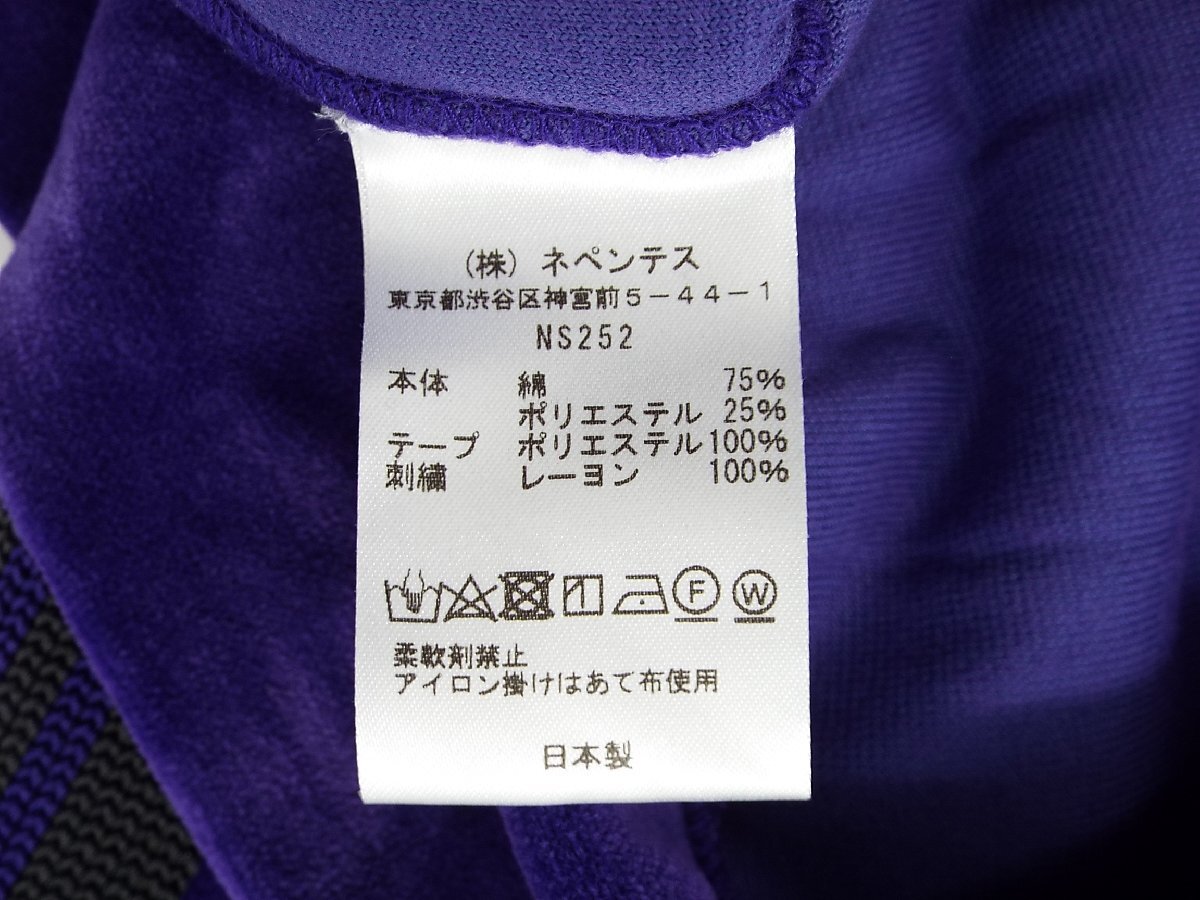 (株) ネペンテス
東京都渋谷区神宮前5-44-1
NS252
本体 綿 75%
ポリエステル 25%
テープ ポリエステル 100%
刺繍 レーヨン 100%
F W
柔軟剤禁止
アイロン掛けはあて布使用
日本製